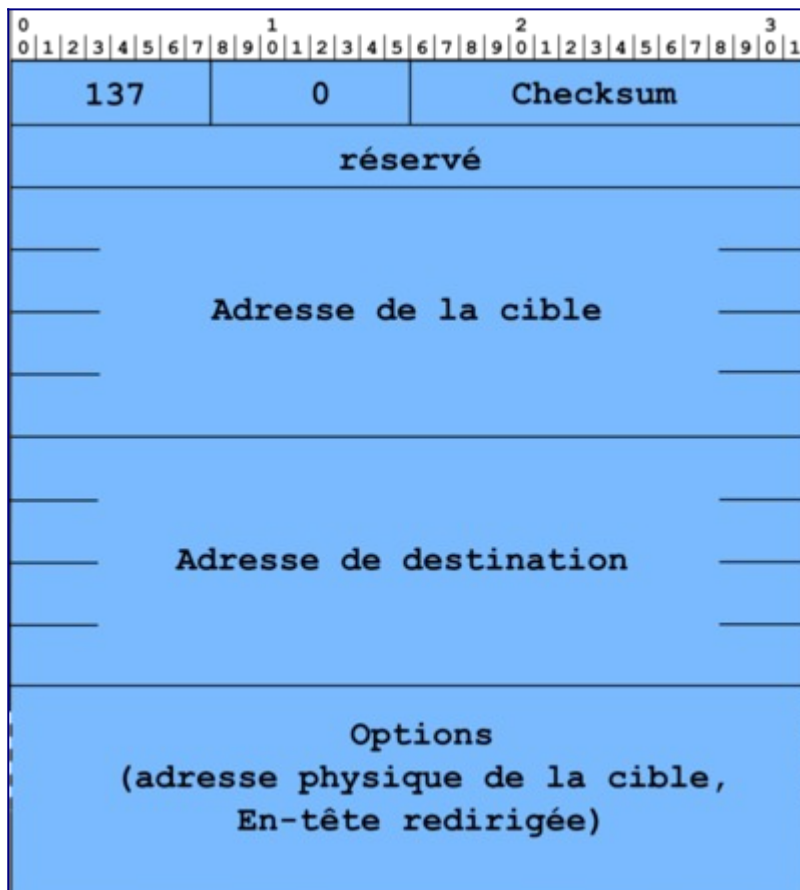 0 1 2 3
0|1|2|3|4|5|6|7|8|9|0|1|2|3|4|5|6|7|8|9|0|1|2|3|4|5|6|7|8|9|0|1
137 0 Checksum
réservé
Adresse de la cible
Adresse de destination
Options
(adresse physique de la cible,
En-tête redirigée)